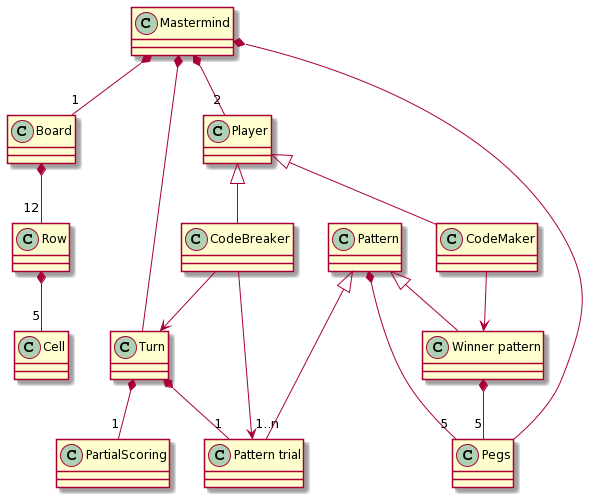 C Mastermind
1
2
C Board
C Player
12
C Row
C CodeBreaker
C Pattern
C CodeMaker
5
C Cell
C Turn
C Winner pattern
1
1
1..n
5
5
C PartialScoring
C Pattern trial
C Pegs